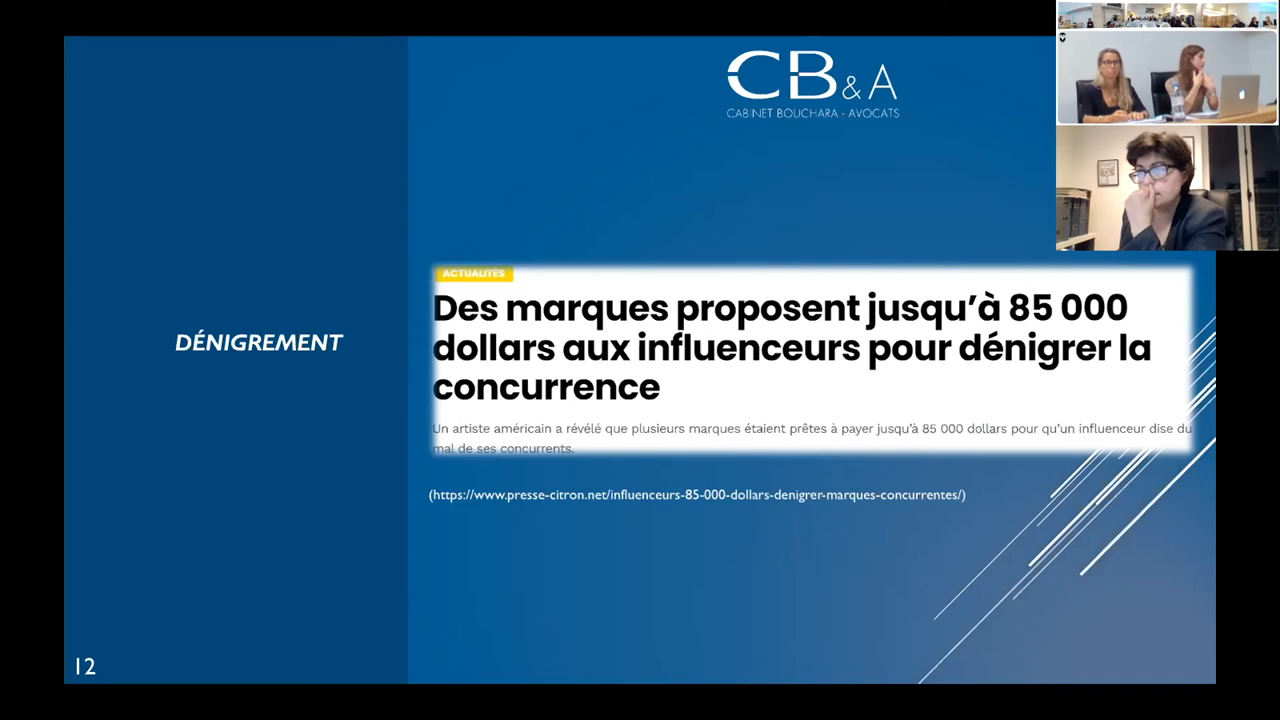 CB & A
CABINET BOUCHARA - AVOCATS
DÉNIGREMENT
ACTUALITÉS
Des marques proposent jusqu'à 85 000
dollars aux influenceurs pour dénigrer la
concurrence
Un artiste américain a révélé que plusieurs marques étaient prêtes à payer jusqu'à 85 000 dollars pour qu'un influenceur dise du
mal de ses concurrents.
(https://www.presse-citron.net/influenceurs-85-000-dollars-denigrer-marques-concurrentes/)
12